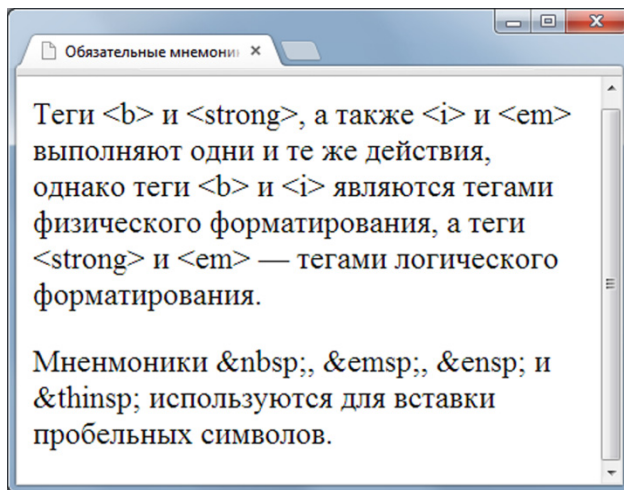 Обязательные мнемони
Теги <b> и <strong>, а также <i> и <em>
выполняют одни и те же действия,
однако теги <b> и <i> являются тегами
физического форматирования, а теги
<strong> и <em> — тегами логического
форматирования.
Мненмоники &nbsp;, &emsp;, &ensp; и
&thinsp; используются для вставки
пробельных символов.